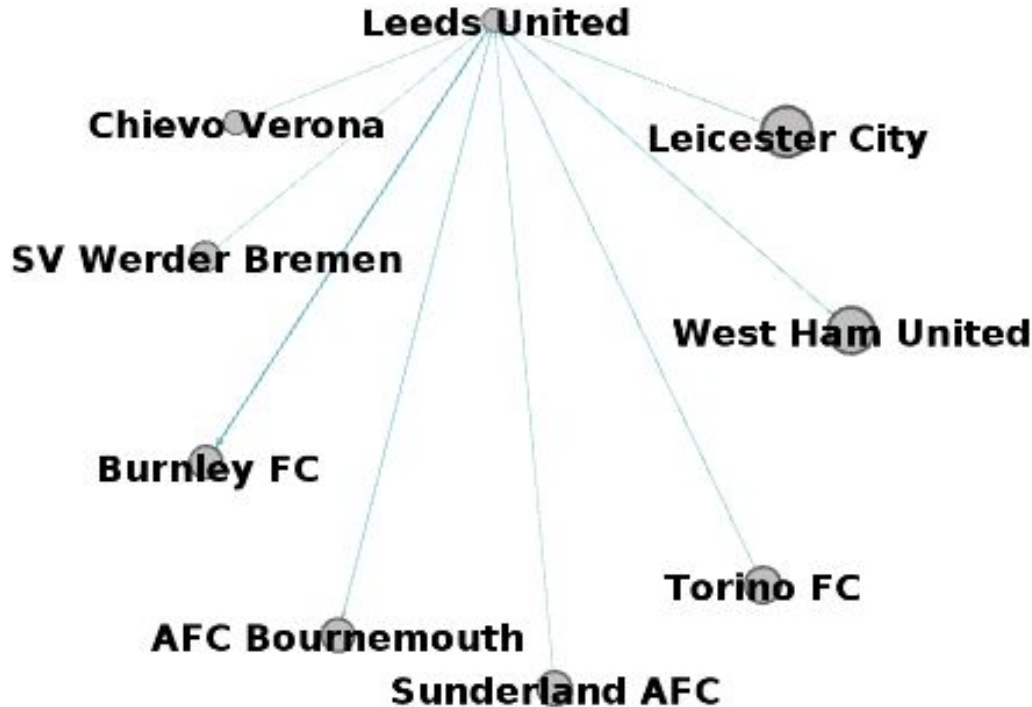 Leeds United
Chievo Verona
Leicester City
SV Werder Bremen
West Ham United
Burnley FC
Torino FC
AFC Bournemouth
Sunderland AFC